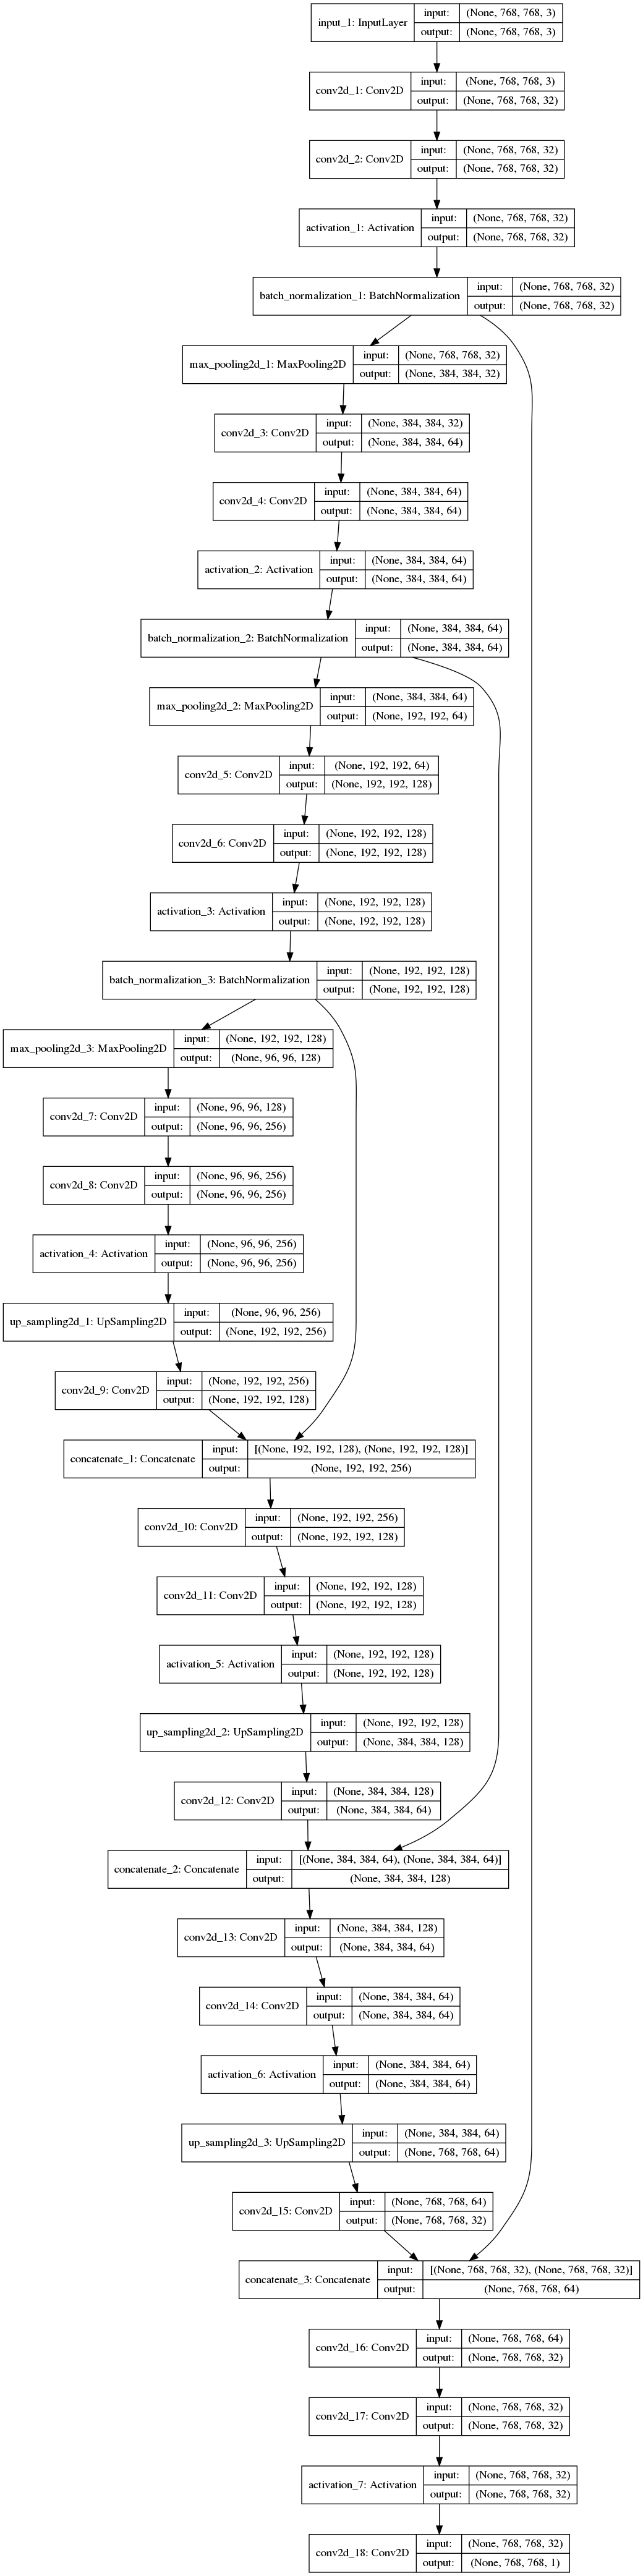 input_1: InputLayer
input: (None, 768, 768, 3)
output: (None, 768, 768, 3)
conv2d_1: Conv2D
input: (None, 768, 768, 3)
output: (None, 768, 768, 32)
conv2d_2: Conv2D
input: (None, 768, 768, 32)
output: (None, 768, 768, 32)
activation_1: Activation
input: (None, 768, 768, 32)
output: (None, 768, 768, 32)
batch_normalization_1: BatchNormalization
input: (None, 768, 768, 32)
output: (None, 768, 768, 32)
max_pooling2d_1: MaxPooling2D
input: (None, 768, 768, 32)
output: (None, 384, 384, 32)
conv2d_3: Conv2D
input: (None, 384, 384, 32)
output: (None, 384, 384, 64)
conv2d_4: Conv2D
input: (None, 384, 384, 64)
output: (None, 384, 384, 64)
activation_2: Activation
input: (None, 384, 384, 64)
output: (None, 384, 384, 64)
batch_normalization_2: BatchNormalization
input: (None, 384, 384, 64)
output: (None, 384, 384, 64)
max_pooling2d_2: MaxPooling2D
input: (None, 384, 384, 64)
output: (None, 192, 192, 64)
conv2d_5: Conv2D
input: (None, 192, 192, 64)
output: (None, 192, 192, 128)
conv2d_6: Conv2D
input: (None, 192, 192, 128)
output: (None, 192, 192, 128)
activation_3: Activation
input: (None, 192, 192, 128)
output: (None, 192, 192, 128)
batch_normalization_3: BatchNormalization
input: (None, 192, 192, 128)
output: (None, 192, 192, 128)
max_pooling2d_3: MaxPooling2D
input: (None, 192, 192, 128)
output: (None, 96, 96, 128)
conv2d_7: Conv2D
input: (None, 96, 96, 128)
output: (None, 96, 96, 256)
conv2d_8: Conv2D
input: (None, 96, 96, 256)
output: (None, 96, 96, 256)
activation_4: Activation
input: (None, 96, 96, 256)
output: (None, 96, 96, 256)
up_sampling2d_1: UpSampling2D
input: (None, 96, 96, 256)
output: (None, 192, 192, 256)
conv2d_9: Conv2D
input: (None, 192, 192, 256)
output: (None, 192, 192, 128)
concatenate_1: Concatenate
input: [(None, 192, 192, 128), (None, 192, 192, 128)]
output: (None, 192, 192, 256)
conv2d_10: Conv2D
input: (None, 192, 192, 256)
output: (None, 192, 192, 128)
conv2d_11: Conv2D
input: (None, 192, 192, 128)
output: (None, 192, 192, 128)
activation_5: Activation
input: (None, 192, 192, 128)
output: (None, 192, 192, 128)
up_sampling2d_2: UpSampling2D
input: (None, 192, 192, 128)
output: (None, 384, 384, 128)
conv2d_12: Conv2D
input: (None, 384, 384, 128)
output: (None, 384, 384, 64)
concatenate_2: Concatenate
input: [(None, 384, 384, 64), (None, 384, 384, 64)]
output: (None, 384, 384, 128)
conv2d_13: Conv2D
input: (None, 384, 384, 128)
output: (None, 384, 384, 64)
conv2d_14: Conv2D
input: (None, 384, 384, 64)
output: (None, 384, 384, 64)
activation_6: Activation
input: (None, 384, 384, 64)
output: (None, 384, 384, 64)
up_sampling2d_3: UpSampling2D
input: (None, 384, 384, 64)
output: (None, 768, 768, 64)
conv2d_15: Conv2D
input: (None, 768, 768, 64)
output: (None, 768, 768, 32)
concatenate_3: Concatenate
input: [(None, 768, 768, 32), (None, 768, 768, 32)]
output: (None, 768, 768, 64)
conv2d_16: Conv2D
input: (None, 768, 768, 64)
output: (None, 768, 768, 32)
conv2d_17: Conv2D
input: (None, 768, 768, 32)
output: (None, 768, 768, 32)
activation_7: Activation
input: (None, 768, 768, 32)
output: (None, 768, 768, 32)
conv2d_18: Conv2D
input: (None, 768, 768, 32)
output: (None, 768, 768, 1)